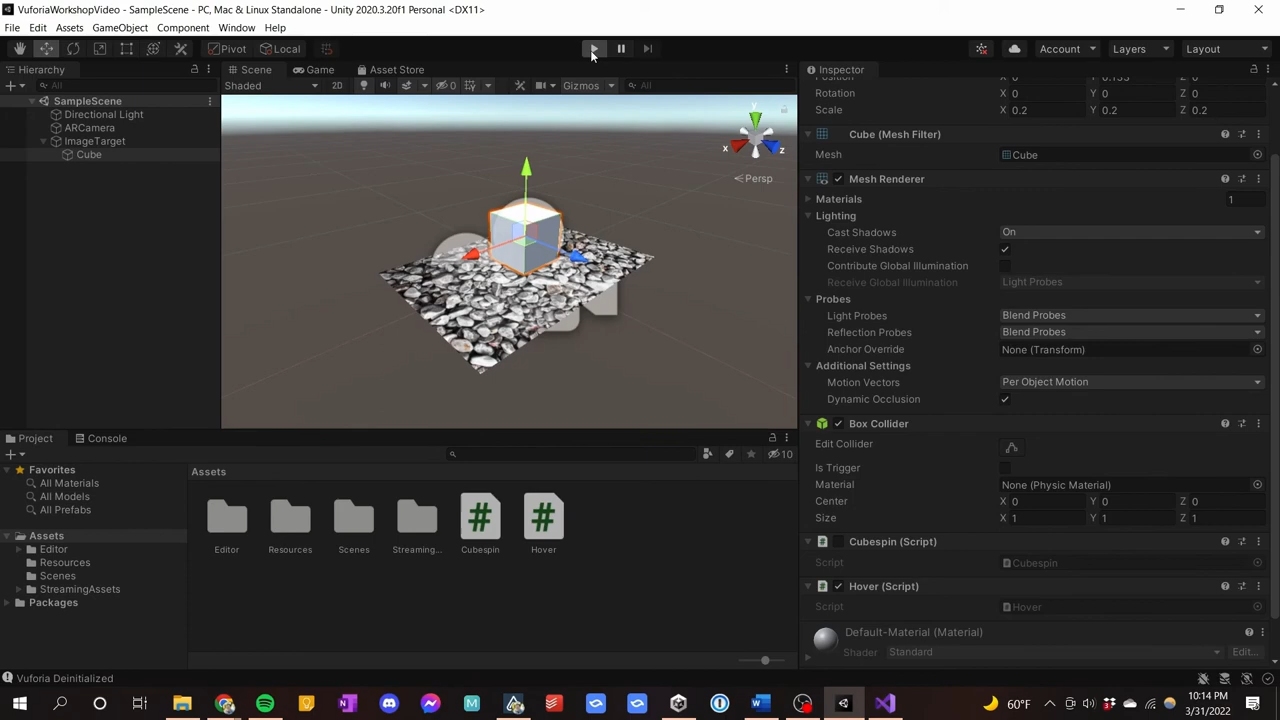 VuforiaWorkshopVideo - SampleScene - PC, Mac & Linux Standalone - Unity 2020.3.20f1 Personal <DX11>
File Edit Assets GameObject Component Window Help
Pivot Local Account Layers Layout
Hierarchy Scene Game Asset Store Inspector
All Shaded 2D 0 Gizmos All
SampleScene
Directional Light
ARCamera
ImageTarget
Cube
y
x z
Persp
Position X 0 Y 0.133 Z 0
Rotation X 0 Y 0 Z 0
Scale X 0.2 Y 0.2 Z 0.2
Cube (Mesh Filter)
Mesh Cube
Mesh Renderer
Materials 1
Lighting
Cast Shadows On
Receive Shadows
Contribute Global Illumination
Receive Global Illumination Light Probes
Probes
Light Probes Blend Probes
Reflection Probes Blend Probes
Anchor Override None (Transform)
Additional Settings
Motion Vectors Per Object Motion
Dynamic Occlusion
Box Collider
Edit Collider
Is Trigger
Material None (Physic Material)
Center X 0 Y 0 Z 0
Size X 1 Y 1 Z 1
Cubespin (Script)
Script Cubespin
Hover (Script)
Script Hover
Default-Material (Material)
Shader Standard Edit...
Project Console
10
Favorites
All Materials
All Models
All Prefabs
Assets
Editor
Resources
Scenes
StreamingAssets
Packages
Assets
Editor Resources Scenes Streaming... Cubespin Hover
Vuforia Deinitialized
60°F
10:14 PM
3/31/2022